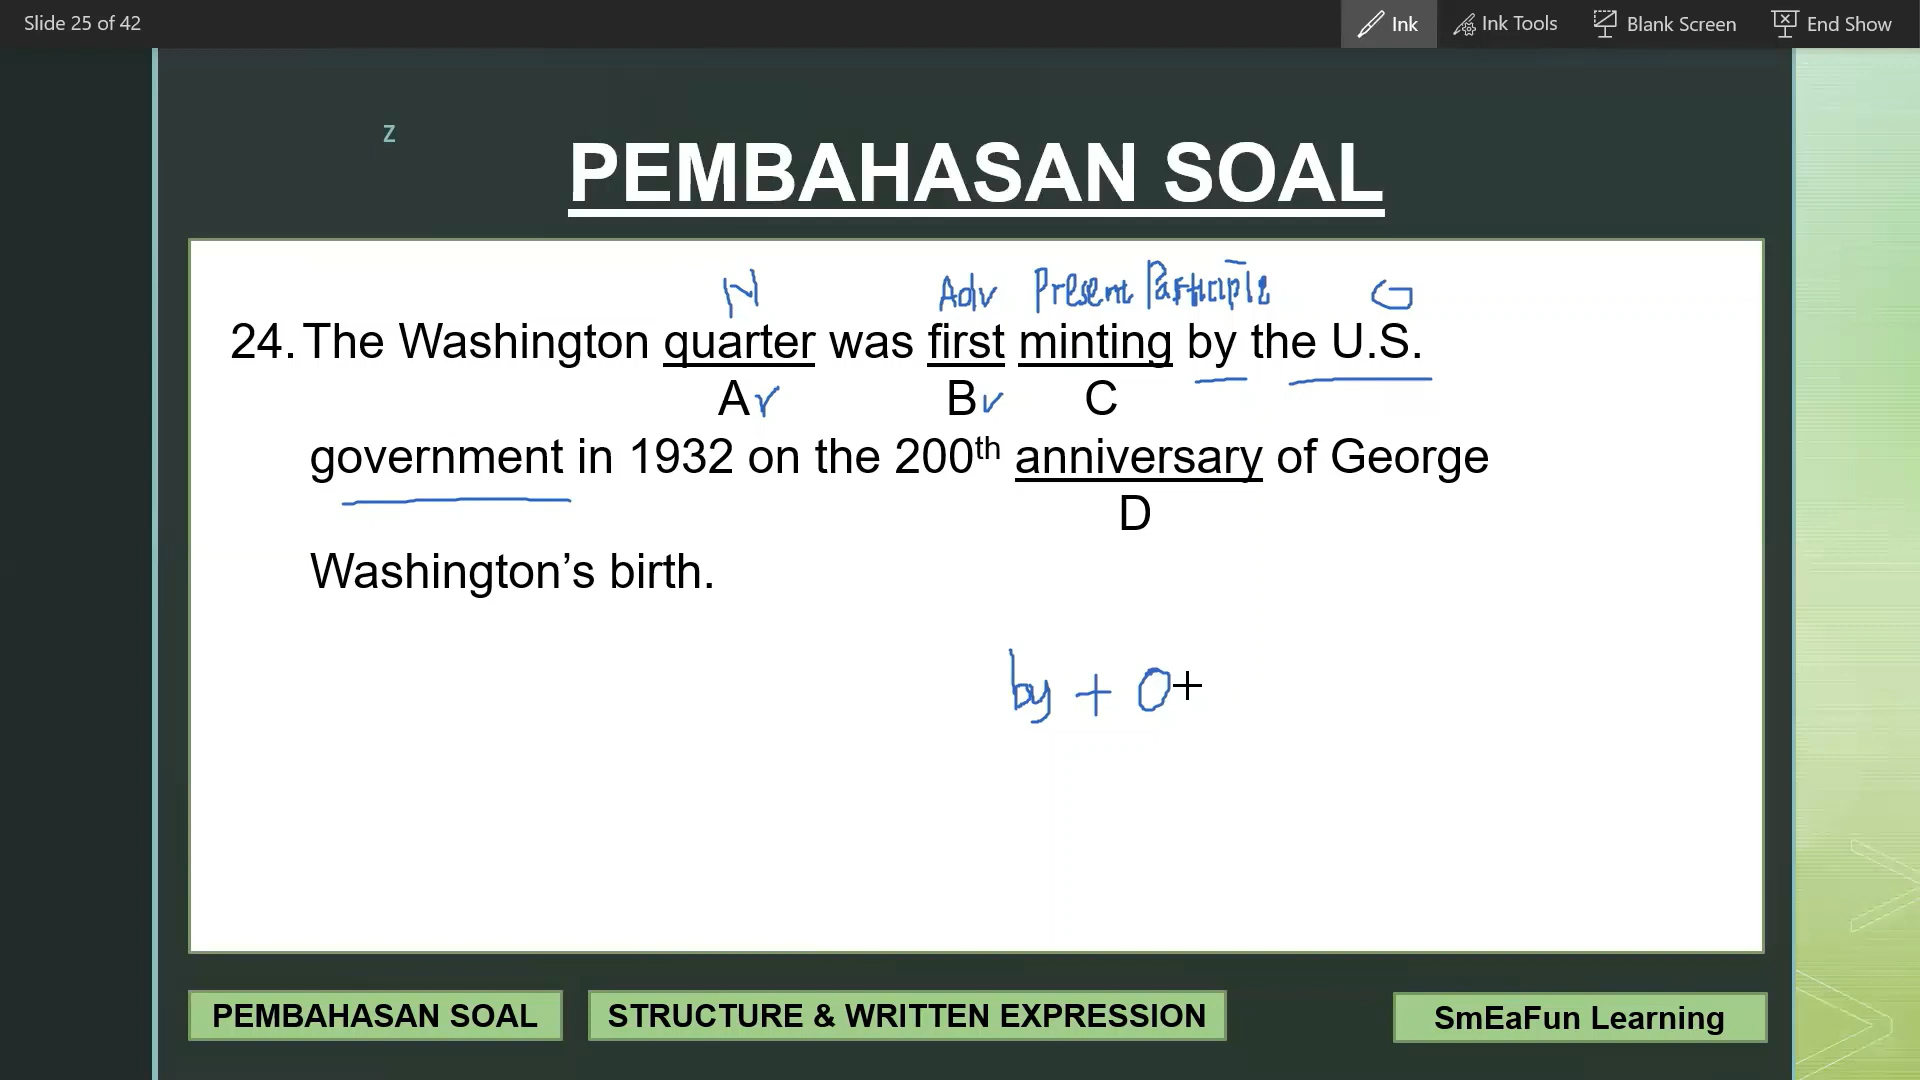 Slide 25 of 42
Ink
Ink Tools
Blank Screen
End Show
z
PEMBAHASAN SOAL
N Adv Present Participle G
24. The Washington quarter was first minting by the U.S.
A B C
government in 1932 on the 200th anniversary of George
D
Washington’s birth.
by + O
PEMBAHASAN SOAL
STRUCTURE & WRITTEN EXPRESSION
SmEaFun Learning